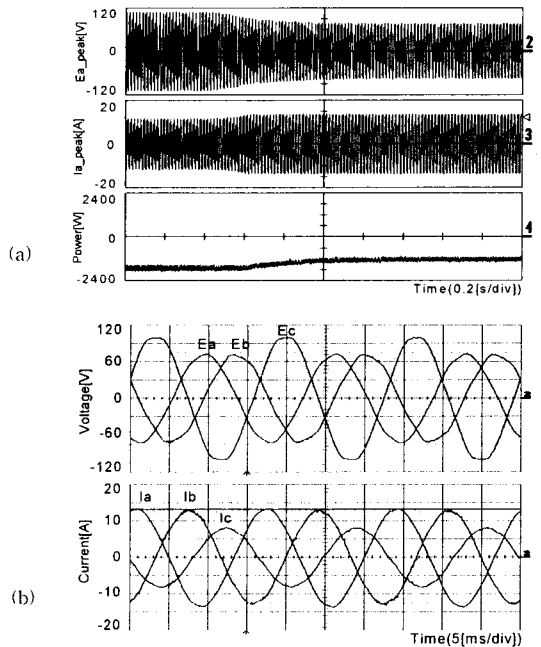 120
0
-120
Ea_peak[V]
2
20
0
-20
Ia_peak[A]
3
2400
0
-2400
Power[W]
4
Time(0.2{s/div})
(a)
120
60
0
-60
-120
Voltage[V]
Ea
Eb
Ec
20
10
0
-10
20
Current[A]
Ia
Ib
Ic
Time(5{ms/div})
(b)